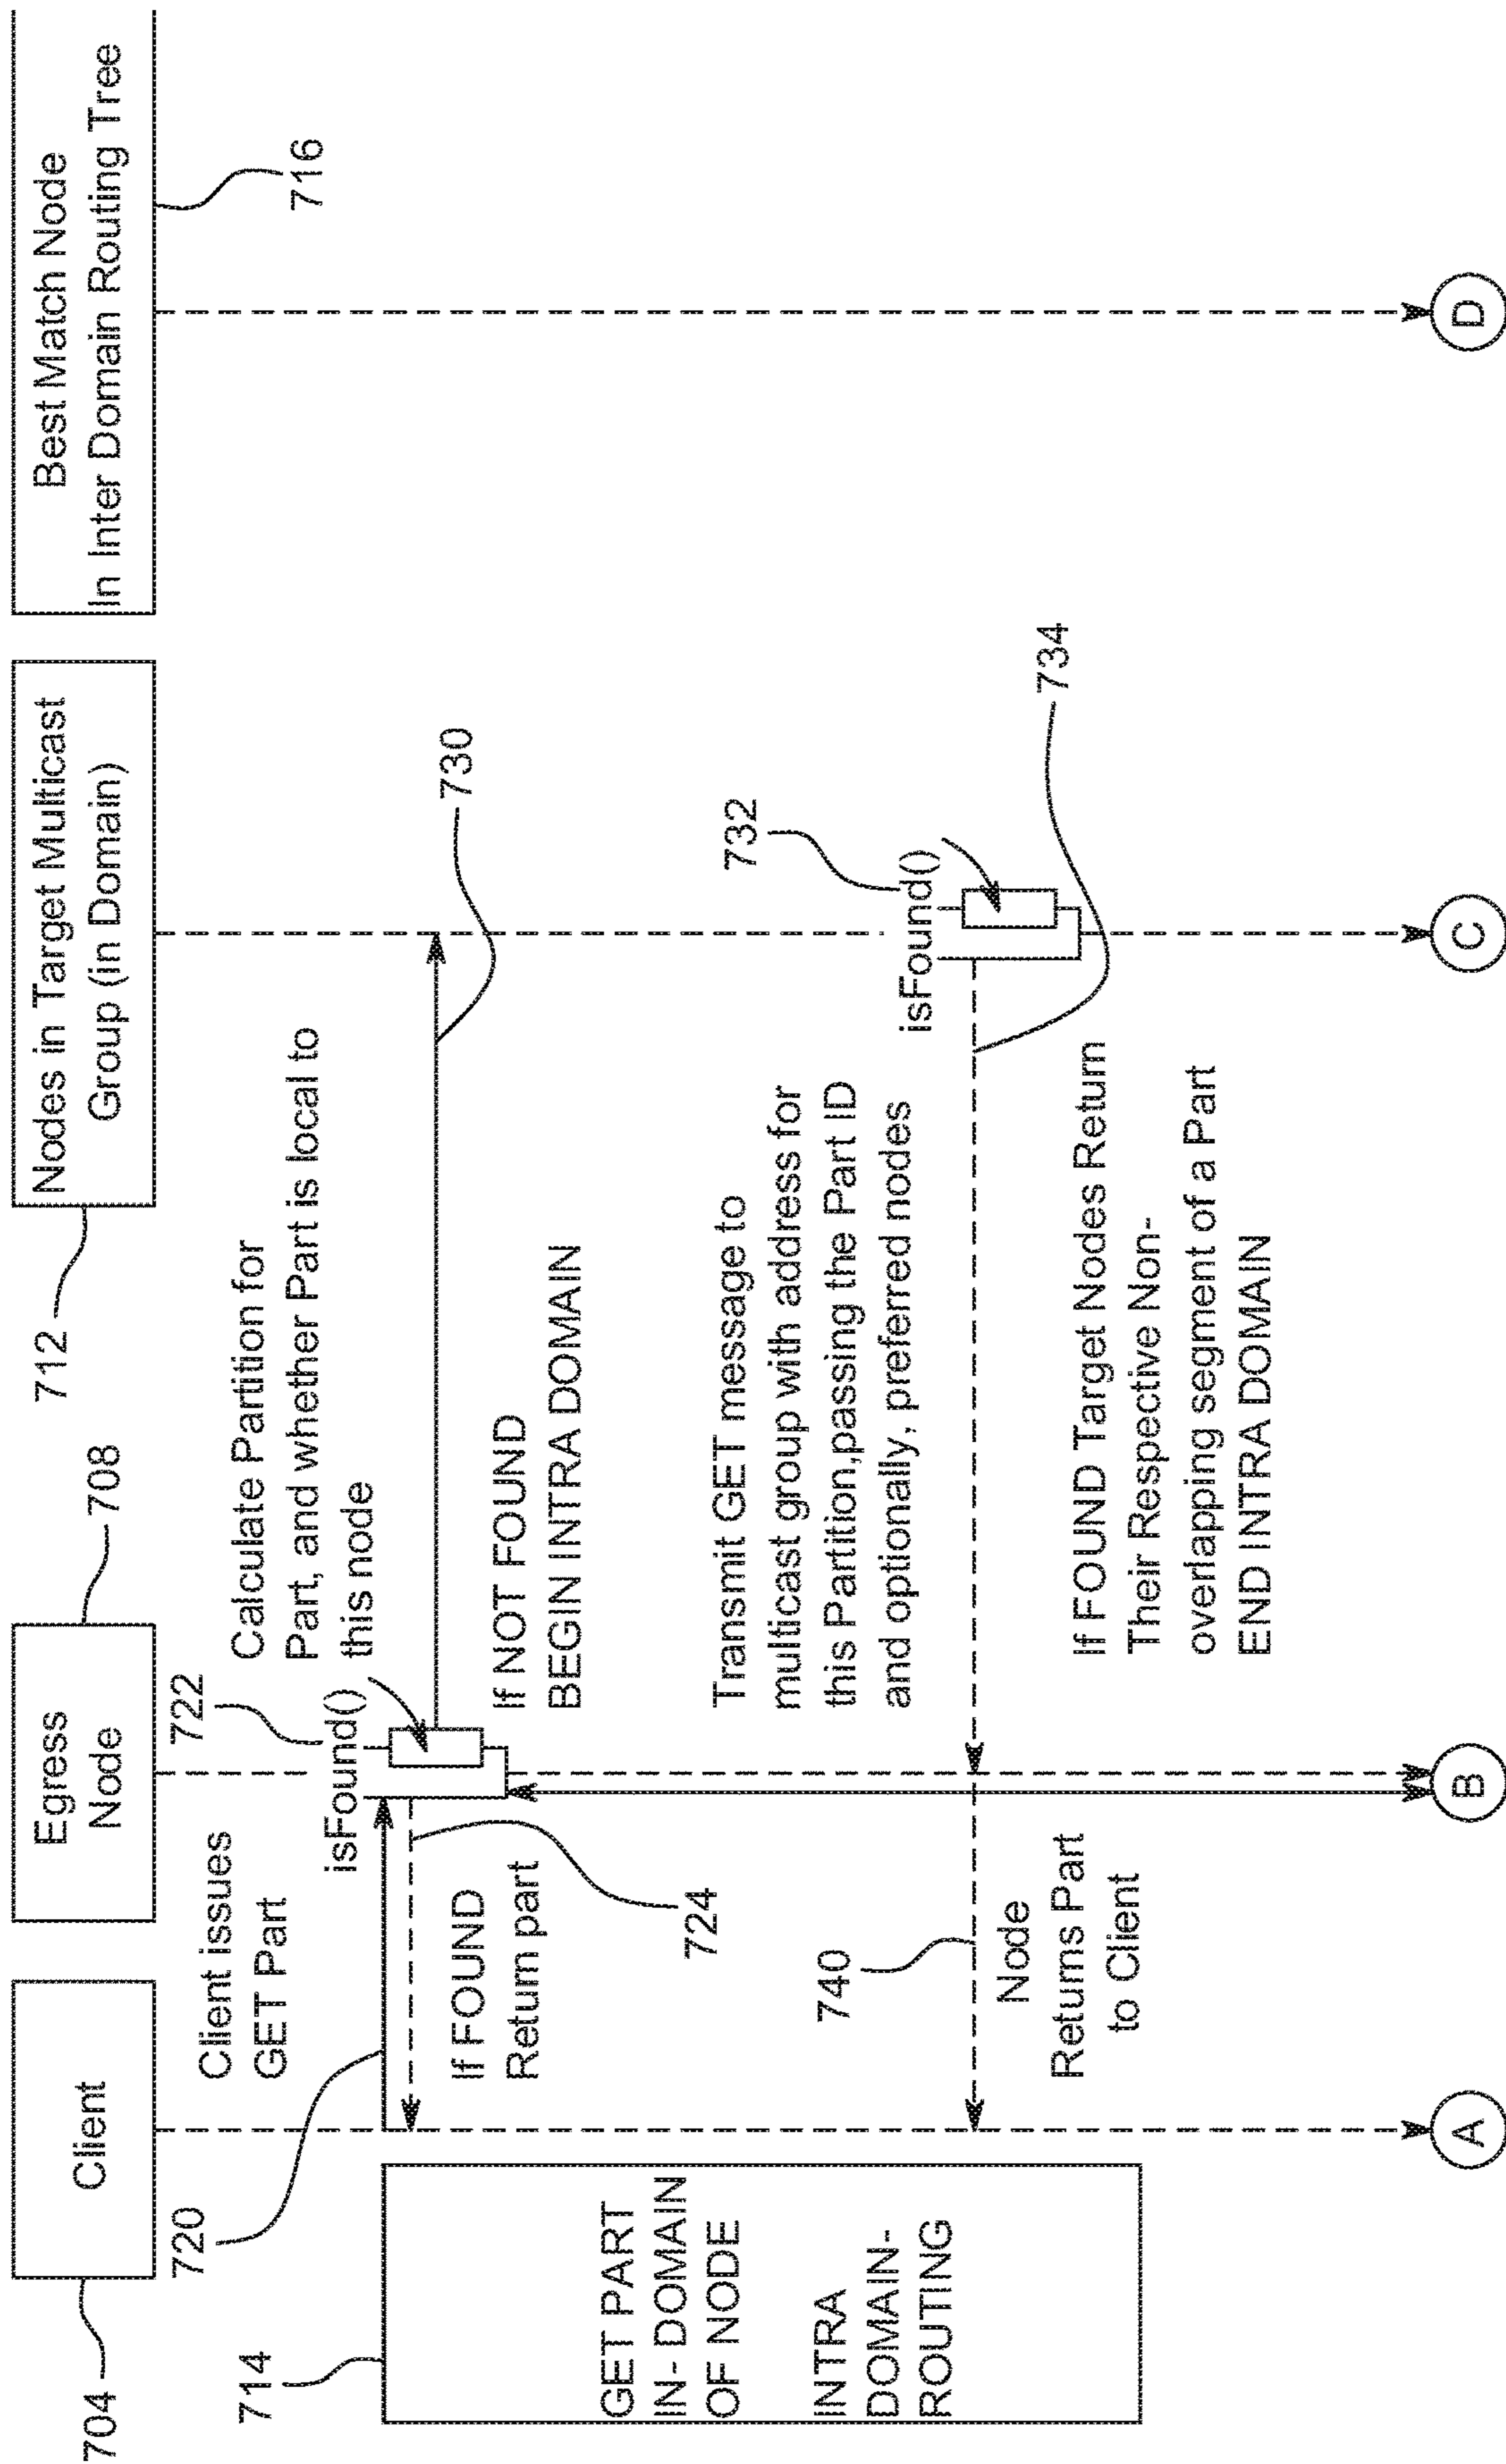 Client
704
Egress
Node
708
Nodes in Target Multicast
Group (in Domain)
712
Best Match Node
In Inter Domain Routing Tree
716
Client issues
GET Part
720
isFound()
722
Calculate Partition for
Part, and whether Part is local to
this node
If FOUND
Return part
724
If NOT FOUND
BEGIN INTRA DOMAIN
730
714
GET PART
IN- DOMAIN
OF NODE
INTRA
DOMAIN-
ROUTING
Transmit GET message to
multicast group with address for
this Partition,passing the Part ID
and optionally, preferred nodes
isFound()
732
734
740
Node
Returns Part
to Client
If FOUND Target Nodes Return
Their Respective Non-
overlapping segment of a Part
END INTRA DOMAIN
A
B
C
D